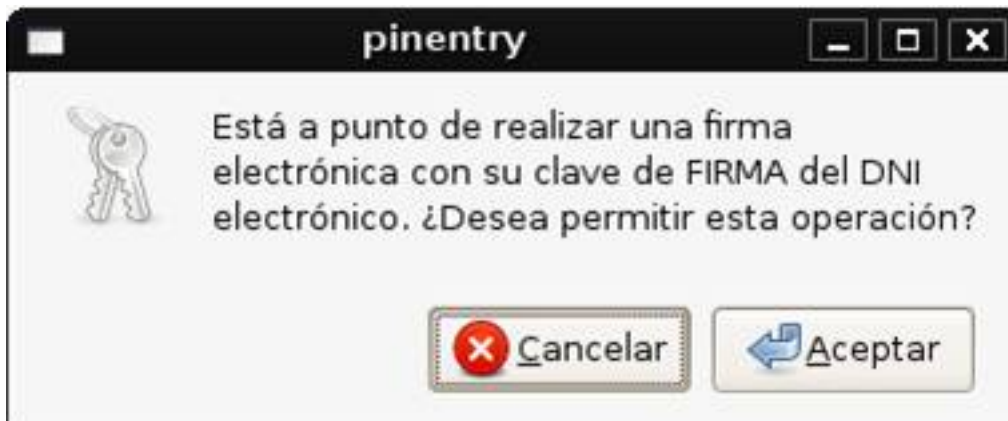 pinentry
Está a punto de realizar una firma
electrónica con su clave de FIRMA del DNI
electrónico. ¿Desea permitir esta operación?
Cancelar
Aceptar